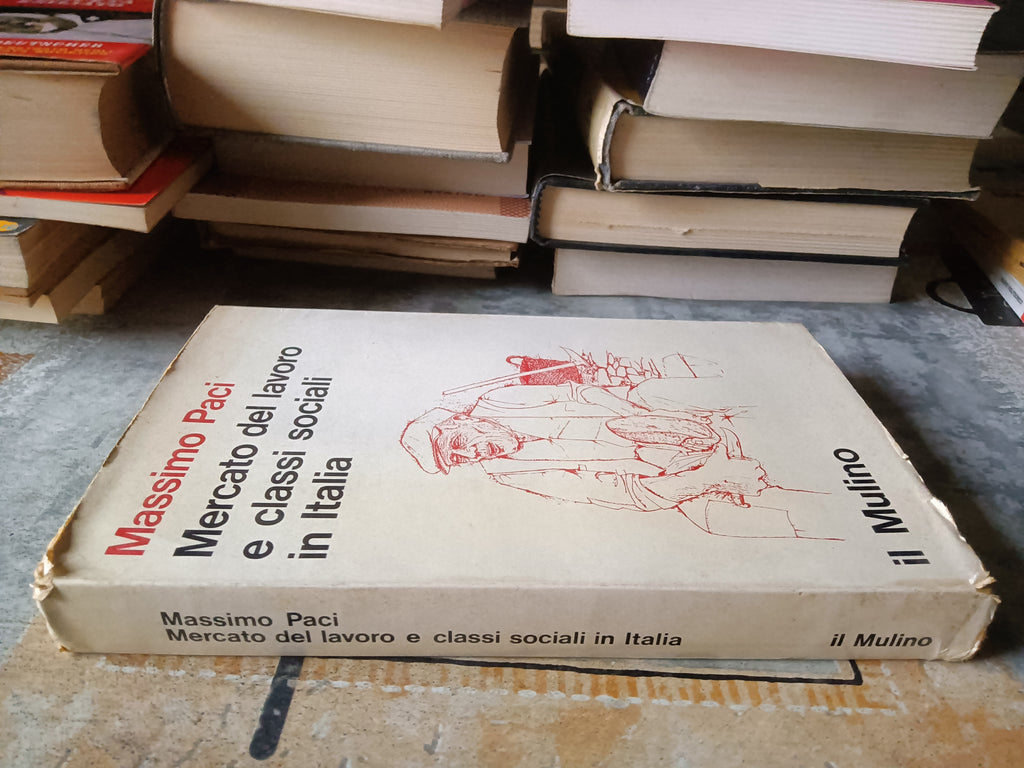 Massimo Paci
Mercato del lavoro
e classi sociali
in Italia
il Mulino
Massimo Paci
Mercato del lavoro e classi sociali in Italia
il Mulino